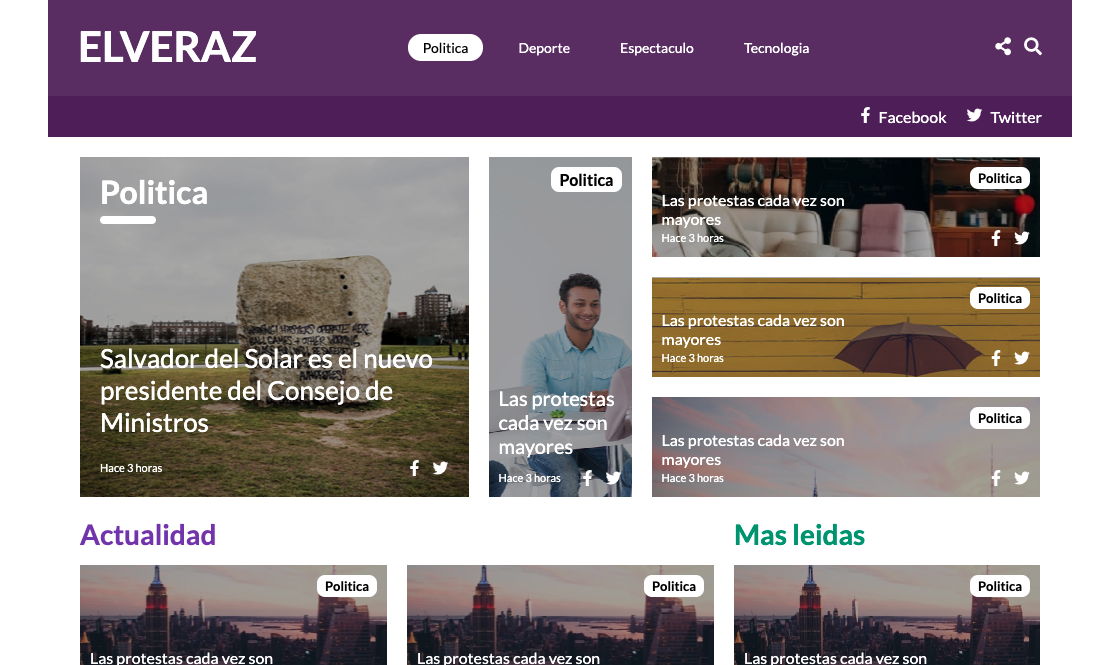 ELVERAZ
Politica
Deporte
Espectaculo
Tecnologia
Facebook
Twitter
Politica
Salvador del Solar es el nuevo
presidente del Consejo de
Ministros
Hace 3 horas
Politica
Las protestas
cada vez son
mayores
Hace 3 horas
Politica
Las protestas cada vez son
mayores
Hace 3 horas
Politica
Las protestas cada vez son
mayores
Hace 3 horas
Politica
Las protestas cada vez son
mayores
Hace 3 horas
Actualidad
Politica
Las protestas cada vez son
Politica
Las protestas cada vez son
Mas leidas
Politica
Las protestas cada vez son